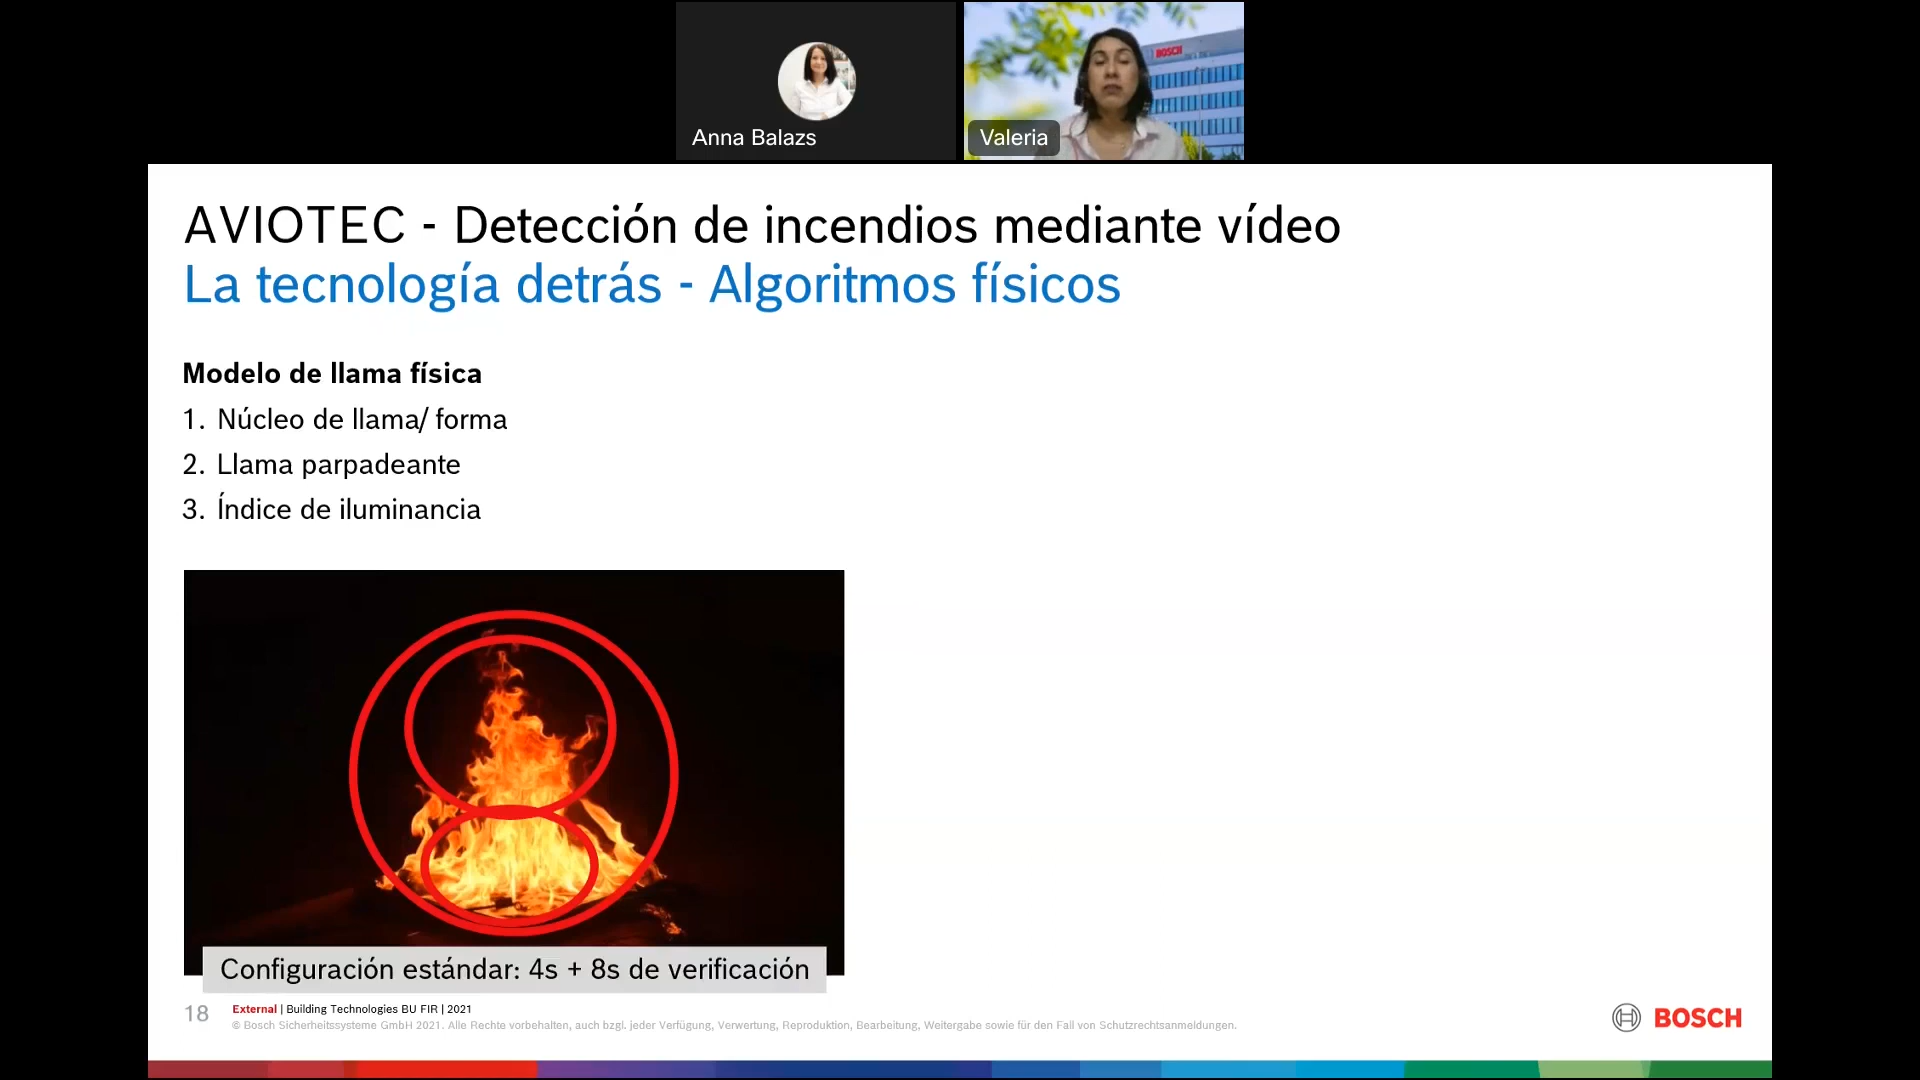 BOSCH
Anna Balazs
Valeria
AVIOTEC - Detección de incendios mediante vídeo
La tecnología detrás - Algoritmos físicos
Modelo de llama física
1. Núcleo de llama/ forma
2. Llama parpadeante
3. Índice de iluminancia
Configuración estándar: 4s + 8s de verificación
18
External | Building Technologies BU FIR | 2021
© Bosch Sicherheitssysteme GmbH 2021. Alle Rechte vorbehalten, auch bzgl. jeder Verfügung, Verwertung, Reproduktion, Bearbeitung, Weitergabe sowie für den Fall von Schutzrechtsanmeldungen.
BOSCH